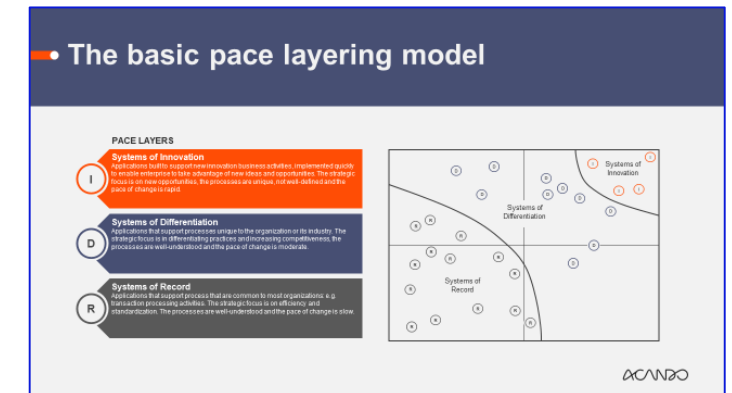 The basic pace layering model
PACE LAYERS
I
Systems of Innovation
Applications built to support new innovation business activities, implemented quickly
to enable enterprise to take advantage of new ideas and opportunities. The strategic
focus is on new opportunities, the processes are unique, not well-defined and the
pace of change is rapid.
D
Systems of Differentiation
Applications that support processes unique to the organization or its industry. The
strategic focus is in differentiating practices and increasing competitiveness, the
processes are well-understood and the pace of change is moderate.
R
Systems of Record
Applications that support process that are common to most organizations: e.g.
transaction processing activities. The strategic focus is on efficiency and
standardization. The processes are well-understood and the pace of change is slow.
I
I
Systems of
Innovation
D
D
D
D
D
D
D
I
I
Systems of
Differentiation
D
R
R
R
D
R
R
R
R
D
R
Systems of
Record
R
R
R
R
R
R
ACANDO